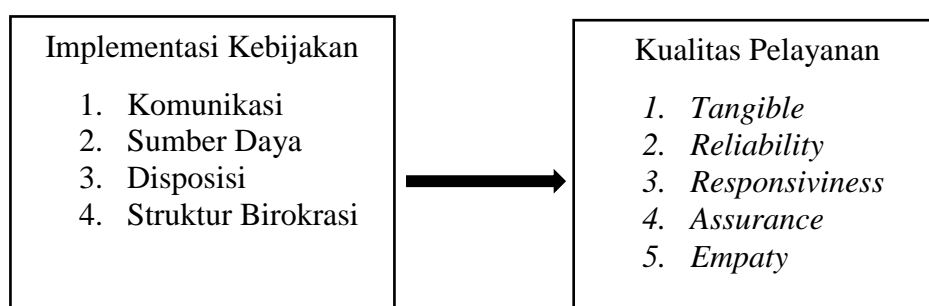 Implementasi Kebijakan
1. Komunikasi
2. Sumber Daya
3. Disposisi
4. Struktur Birokrasi
Kualitas Pelayanan
1. Tangible
2. Reliability
3. Responsiviness
4. Assurance
5. Empaty